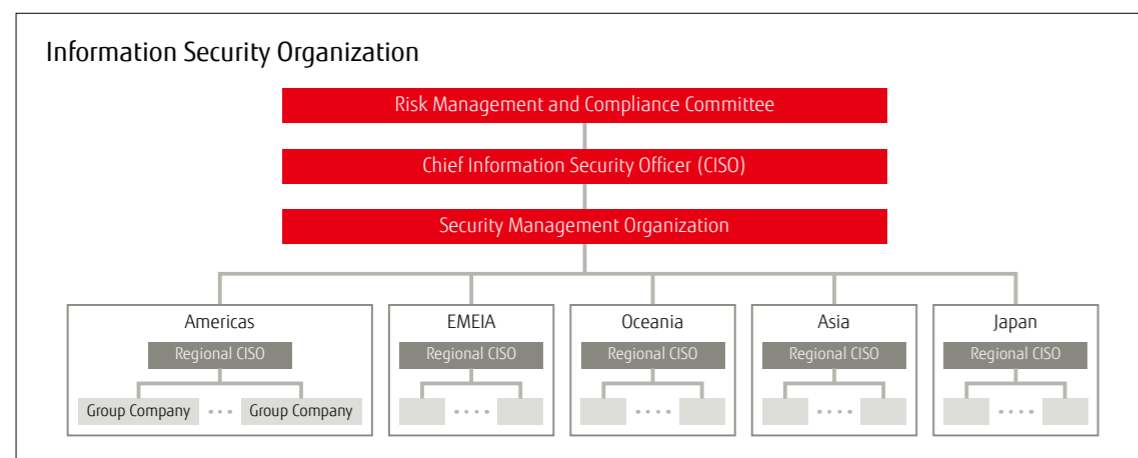 Information Security Organization
Risk Management and Compliance Committee
Chief Information Security Officer (CISO)
Security Management Organization
Americas
EMEIA
Oceania
Asia
Japan
Regional CISO
Regional CISO
Regional CISO
Regional CISO
Regional CISO
Group Company
Group Company